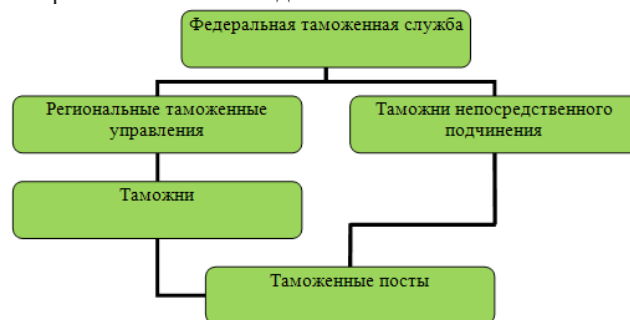 Федеральная таможенная служба
Региональные таможенные
управления
Таможни непосредственного
подчинения
Таможни
Таможенные посты